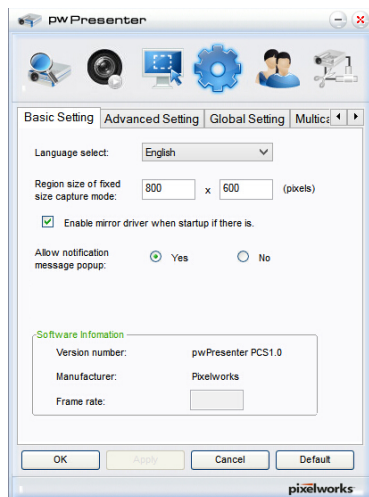 pwPresenter
Basic Setting Advanced Setting Global Setting Multica
Language select: English
Region size of fixed
size capture mode: 800 x 600 (pixels)
Enable mirror driver when startup if there is.
Allow notification
message popup: Yes No
Software Infomation
Version number: pwPresenter PCS1.0
Manufacturer: Pixelworks
Frame rate:
OK Apply Cancel Default
pixelworks